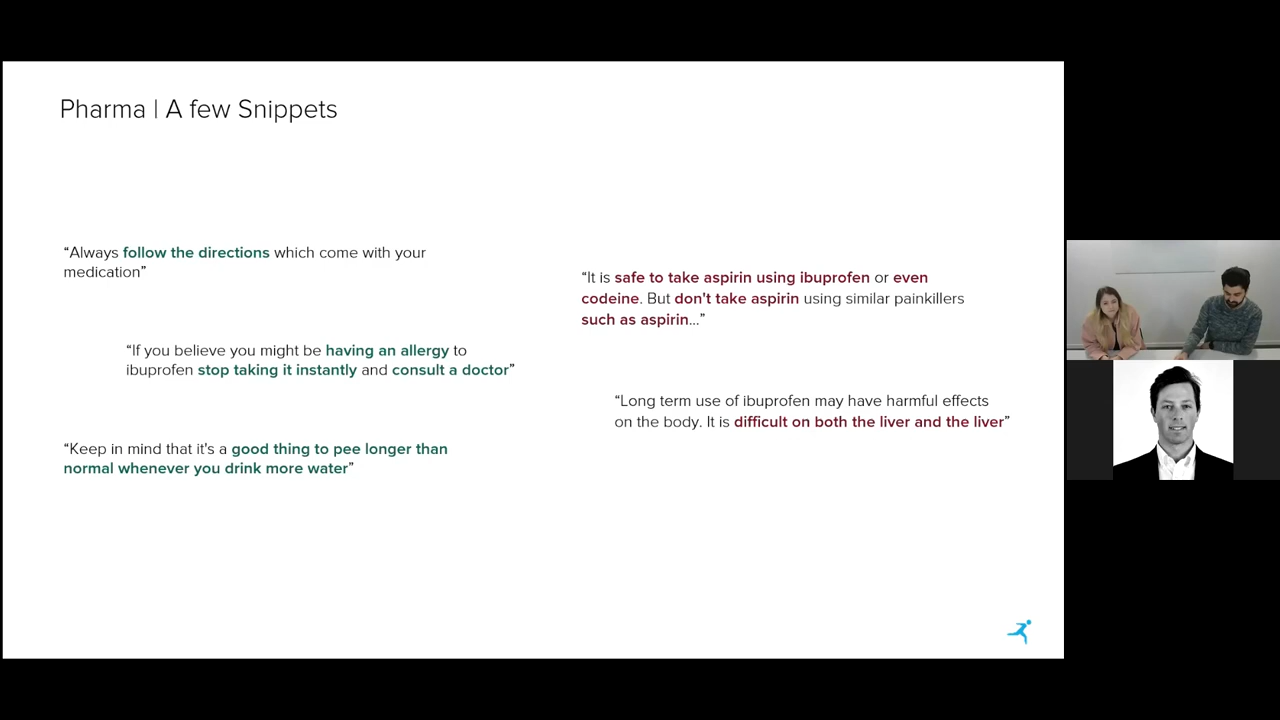 Pharma | A few Snippets
“Always follow the directions which come with your
medication”
“If you believe you might be having an allergy to
ibuprofen stop taking it instantly and consult a doctor”
“Keep in mind that it's a good thing to pee longer than
normal whenever you drink more water”
“It is safe to take aspirin using ibuprofen or even
codeine. But don't take aspirin using similar painkillers
such as aspirin...”
“Long term use of ibuprofen may have harmful effects
on the body. It is difficult on both the liver and the liver”